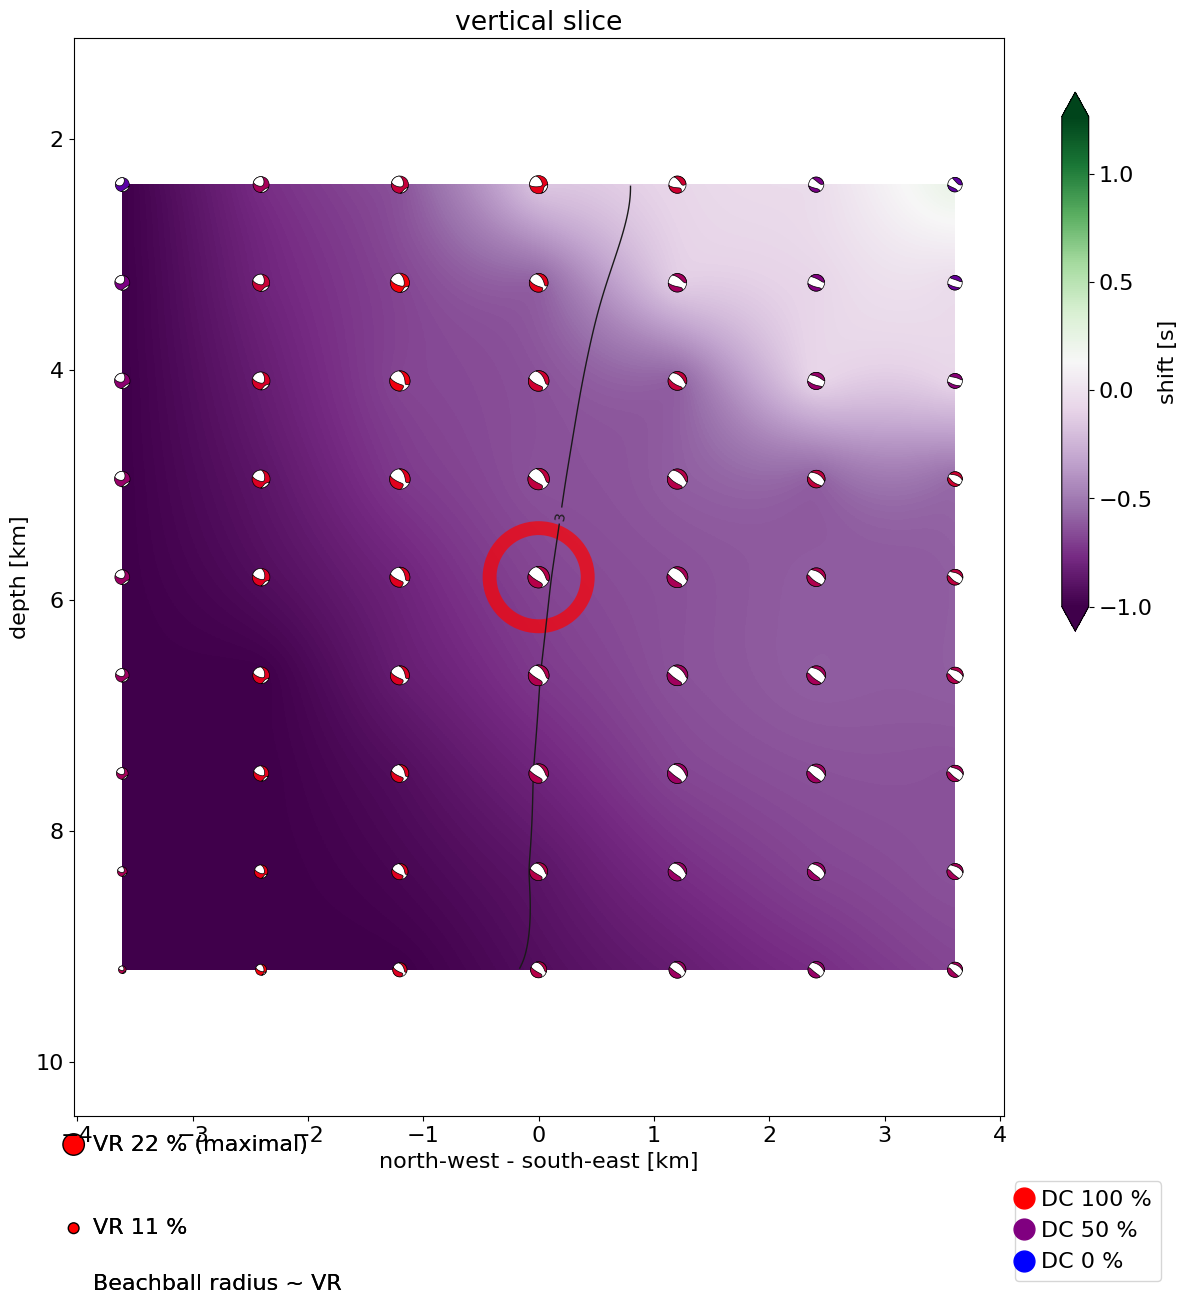 vertical slice
2
4
6
8
10
depth [km]
3
−4 −3 −2 −1 0 1 2 3 4
north-west - south-east [km]
1.0
0.5
0.0
−0.5
−1.0
shift [s]
VR 22 % (maximal)
VR 11 %
Beachball radius ~ VR
DC 100 %
DC 50 %
DC 0 %